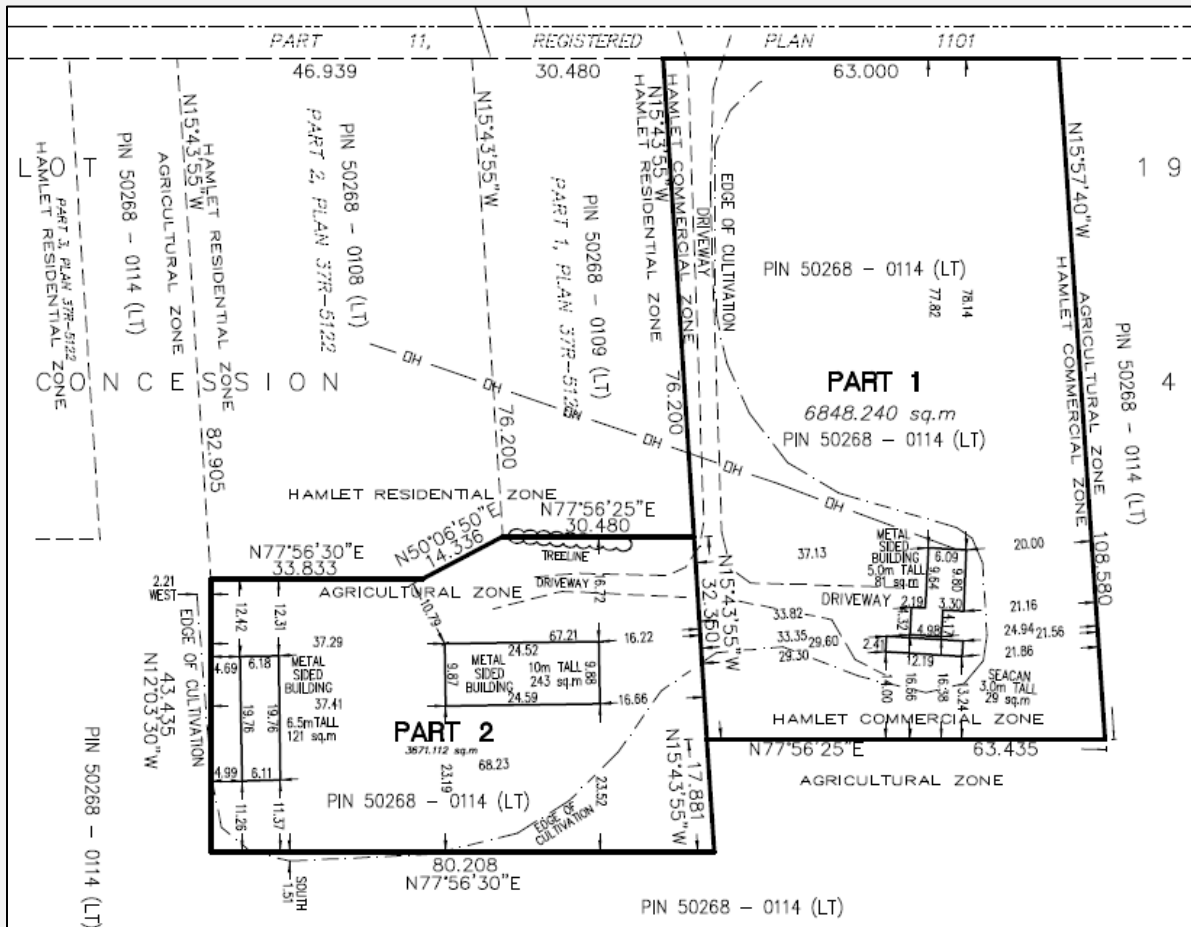 PART 11, REGISTERED PLAN 1101
46.939
30.480
63.000
LOT
19
CONCESSION
4
PART 3, PLAN 37R-5122
HAMLET RESIDENTIAL ZONE
PIN 50268 - 0114 (LT)
AGRICULTURAL ZONE
N15°43'55"W
HAMLET RESIDENTIAL ZONE
82.905
PIN 50268 - 0108 (LT)
PART 2, PLAN 37R-5122
N15°43'55"W
76.200
PIN 50268 - 0109 (LT)
PART 1, PLAN 37R-512
HAMLET RESIDENTIAL ZONE
N15°43'55"W
HAMLET COMMERCIAL ZONE
76.200
DRIVEWAY
EDGE OF CULTIVATION
PIN 50268 - 0114 (LT)
77.82
78.14
PART 1
6848.240 sq.m
PIN 50268 - 0114 (LT)
N15°57'40"W
AGRICULTURAL ZONE
HAMLET COMMERCIAL ZONE
108.580
PIN 50268 - 0114 (LT)
OH
OH
OH
OH
OH
OH
HAMLET RESIDENTIAL ZONE
N77°56'25"E
30.480
TREELINE
N50°06'50"E
14.336
N77°56'30"E
33.833
AGRICULTURAL ZONE
DRIVEWAY
16.72
32.360
N15°43'55"W
37.13
METAL
SIDED
BUILDING
5.0m TALL
81 sq.m
6.09
9.64
9.80
20.00
DRIVEWAY
2.19
3.30
21.16
4.32
4.17
4.98
24.94
21.56
33.82
33.35
29.60
29.30
2.41
21.86
12.19
14.00
16.66
16.38
13.24
SEACAN
3.0m TALL
29 sq.m
HAMLET COMMERCIAL ZONE
N77°56'25"E
63.435
AGRICULTURAL ZONE
2.21
WEST
EDGE OF CULTIVATION
43.435
N12°03'30"W
12.42
12.31
10.79
37.29
67.21
16.22
4.69
6.18
METAL
SIDED
BUILDING
6.5mTALL
121 sq.m
19.76
19.76
24.52
METAL
SIDED
BUILDING
10m TALL
243 sq.m
9.87
9.88
24.59
16.66
37.41
PART 2
3671.112 sq.m
68.23
4.99
6.11
23.19
23.52
PIN 50268 - 0114 (LT)
11.26
11.37
EDGE OF
CULTIVATION
17.881
N15°43'55"W
80.208
N77°56'30"E
SOUTH
1.51
PIN 50268 - 0114 (LT)
PIN 50268 - 0114 (LT)